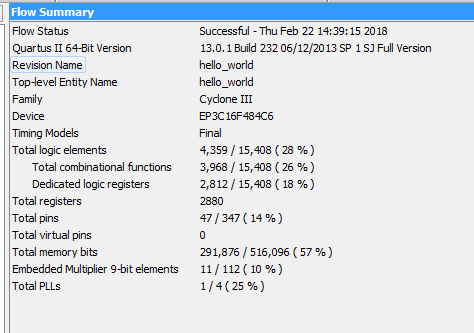 Flow Summary
Flow Status Successful - Thu Feb 22 14:39:15 2018
Quartus II 64-Bit Version 13.0.1 Build 232 06/12/2013 SP 1 SJ Full Version
Revision Name hello_world
Top-level Entity Name hello_world
Family Cyclone III
Device EP3C16F484C6
Timing Models Final
Total logic elements 4,359 / 15,408 ( 28 % )
Total combinational functions 3,968 / 15,408 ( 26 % )
Dedicated logic registers 2,812 / 15,408 ( 18 % )
Total registers 2880
Total pins 47 / 347 ( 14 % )
Total virtual pins 0
Total memory bits 291,876 / 516,096 ( 57 % )
Embedded Multiplier 9-bit elements 11 / 112 ( 10 % )
Total PLLs 1 / 4 ( 25 % )